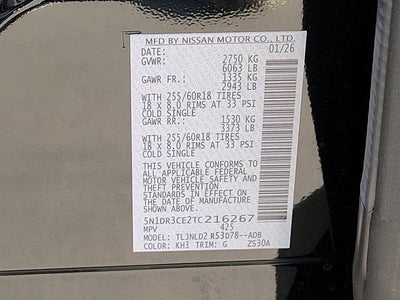 MFD BY NISSAN MOTOR CO., LTD.
DATE: 01/26
GVWR: 2750 KG
6063 LB
GAWR FR.: 1335 KG
2943 LB
WITH 255/60R18 TIRES
18 x 8.0 RIMS AT 33 PSI
COLD SINGLE
GAWR RR.: 1530 KG
3373 LB
WITH 255/60R18 TIRES
18 X 8.0 RIMS AT 33 PSI
COLD SINGLE
THIS VEHICLE CONFORMS TO
ALL APPLICABLE FEDERAL
MOTOR VEHICLE SAFETY
STANDARDS IN EFFECT ON
THE DATE OF MANUFACTURE
SHOWN ABOVE.
5N1DR3CE2TC216267
MPV 425
MODEL: TLJNLD2 R53D78--ADB
COLOR: KH3 TRIM: G ZS30A